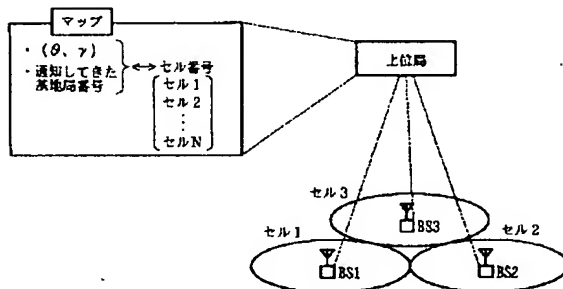 マップ
・(θ、γ)
・通知してきた
基地局番号
セル番号
セル1
セル2
⋮
セルN
上位局
セル3
BS3
セル1
BS1
セル2
BS2